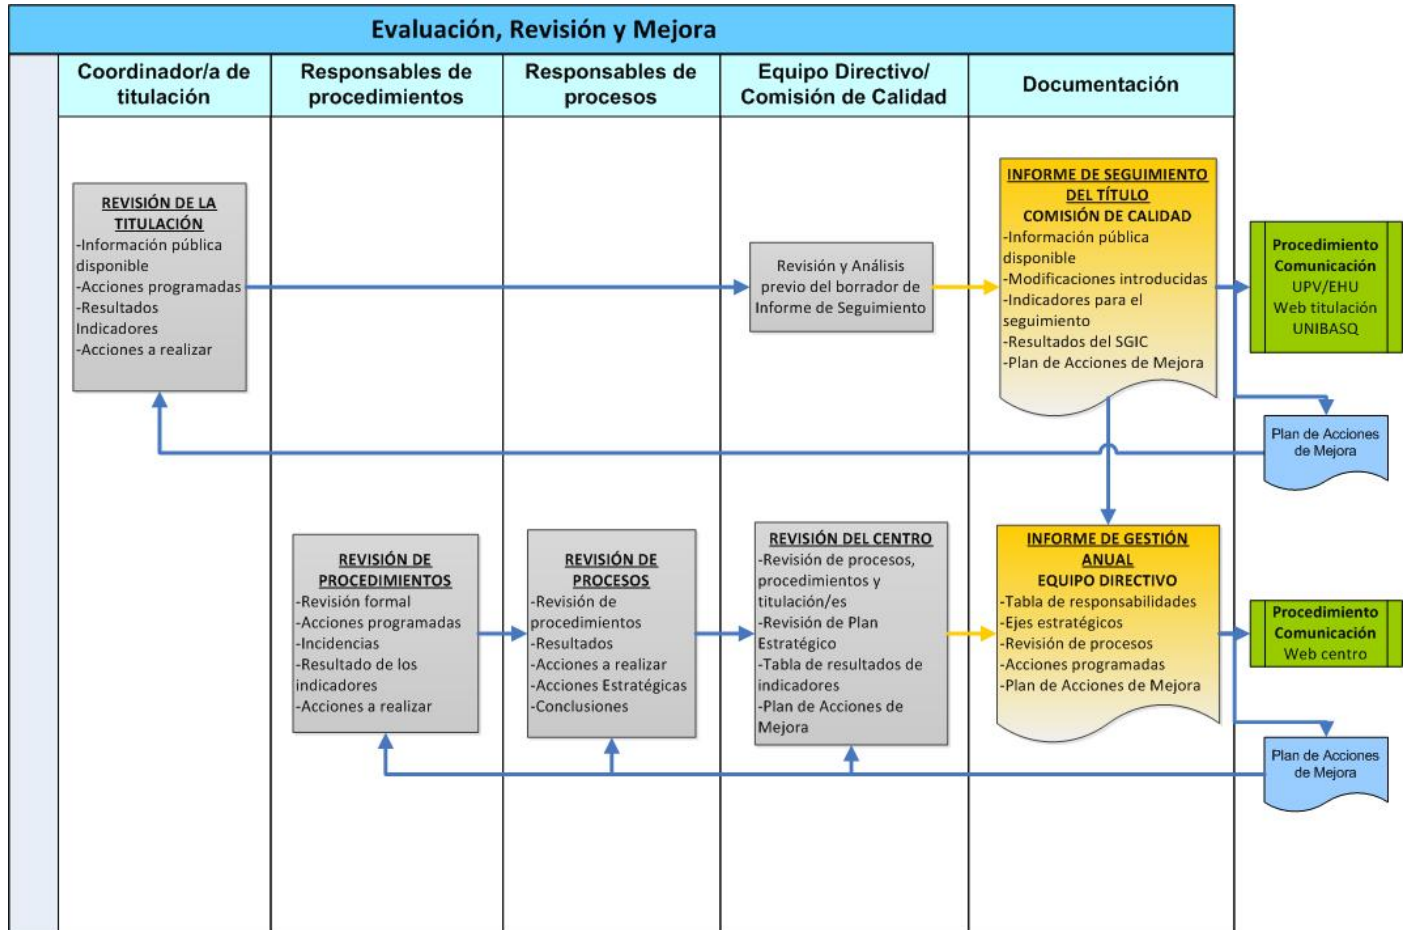 Evaluación, Revisión y Mejora
Coordinador/a de
titulación
Responsables de
procedimientos
Responsables de
procesos
Equipo Directivo/
Comisión de Calidad
Documentación
REVISIÓN DE LA
TITULACIÓN
-Información pública
disponible
-Acciones programadas
-Resultados
Indicadores
-Acciones a realizar
Revisión y Análisis
previo del borrador de
Informe de Seguimiento
INFORME DE SEGUIMIENTO
DEL TÍTULO
COMISIÓN DE CALIDAD
-Información pública
disponible
-Modificaciones introducidas
-Indicadores para el
seguimiento
-Resultados del SGIC
-Plan de Acciones de Mejora
Procedimiento
Comunicación
UPV/EHU
Web titulación
UNIBASQ
Plan de Acciones
de Mejora
REVISIÓN DE
PROCEDIMIENTOS
-Revisión formal
-Acciones programadas
-Incidencias
-Resultado de los
indicadores
-Acciones a realizar
REVISIÓN DE
PROCESOS
-Revisión de
procedimientos
-Resultados
-Acciones a realizar
-Acciones Estratégicas
-Conclusiones
REVISIÓN DEL CENTRO
-Revisión de procesos,
procedimientos y
titulación/es
-Revisión de Plan
Estratégico
-Tabla de resultados de
indicadores
-Plan de Acciones de
Mejora
INFORME DE GESTIÓN
ANUAL
EQUIPO DIRECTIVO
-Tabla de responsabilidades
-Ejes estratégicos
-Revisión de procesos
-Acciones programadas
-Plan de Acciones de Mejora
Procedimiento
Comunicación
Web centro
Plan de Acciones
de Mejora